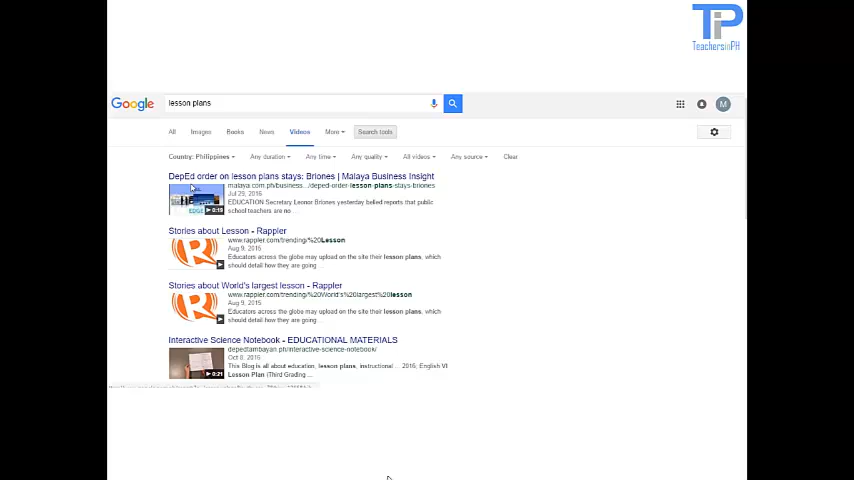 TiP
TeachersinPH
Google
lesson plans
M
All Images Books News Videos More Search tools
Country: Philippines Any duration Any time Any quality All videos Any source Clear
DepEd order on lesson plans stays: Briones | Malaya Business Insight
malaya.com.ph/business.../deped-order-lesson-plans-stays-briones
Jul 29, 2016
EDUCATION Secretary Leonor Briones yesterday belied reports that public
school teachers are no ...
0:19
Stories about Lesson - Rappler
www.rappler.com/trending/%20Lesson
Aug 9, 2016
Educators across the globe may upload on the site their lesson plans, which
should detail how they are going ...
Stories about World's largest lesson - Rappler
www.rappler.com/trending/%20World's%20largest%20lesson
Aug 9, 2016
Educators across the globe may upload on the site their lesson plans, which
should detail how they are going ...
Interactive Science Notebook - EDUCATIONAL MATERIALS
depedtambayan.ph/interactive-science-notebook/
Oct 8, 2016
This Blog is all about education, lesson plans, instructional ... 2016; English VI
Lesson Plan (Third Grading ...
0:21